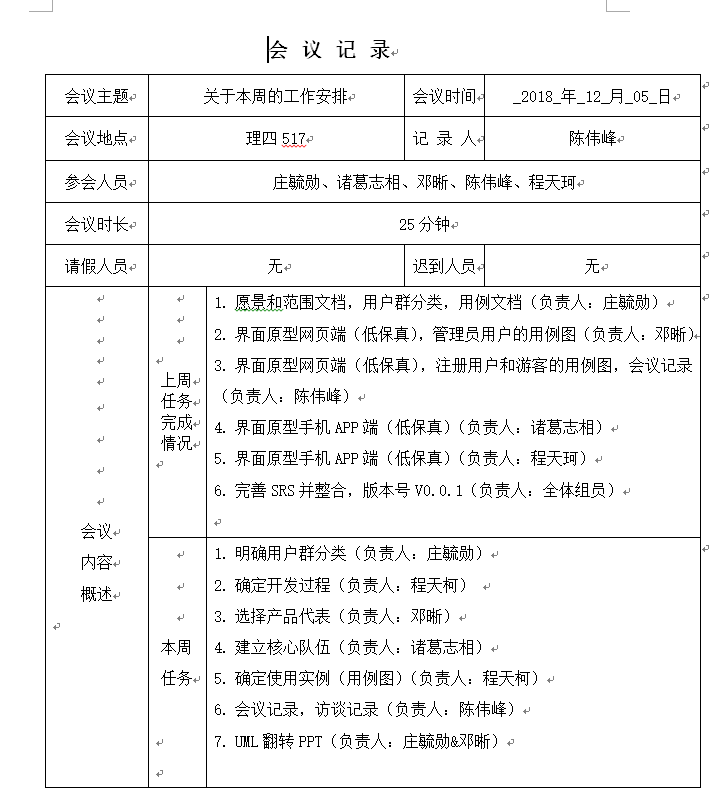 会 议 记 录
会议主题 关于本周的工作安排 会议时间 _2018_年_12_月_05_日
会议地点 理四 517 记 录 人 陈伟峰
参会人员 庄毓勋、诸葛志相、邓晰、陈伟峰、程天珂
会议时长 25 分钟
请假人员 无 迟到人员 无
会议
内容
概述
上周
任务
完成
情况
1. 愿景和范围文档，用户群分类，用例文档（负责人：庄毓勋）
2. 界面原型网页端（低保真），管理员用户的用例图（负责人：邓晰）
3. 界面原型网页端（低保真），注册用户和游客的用例图，会议记录
（负责人：陈伟峰）
4. 界面原型手机 APP 端（低保真）（负责人：诸葛志相）
5. 界面原型手机 APP 端（低保真）（负责人：程天珂）
6. 完善 SRS 并整合，版本号 V0.0.1（负责人：全体组员）
本周
任务
1. 明确用户群分类（负责人：庄毓勋）
2. 确定开发过程（负责人：程天柯）
3. 选择产品代表（负责人：邓晰）
4. 建立核心队伍（负责人：诸葛志相）
5. 确定使用实例（用例图）（负责人：程天柯）
6. 会议记录，访谈记录（负责人：陈伟峰）
7. UML 翻转 PPT（负责人：庄毓勋&邓晰）